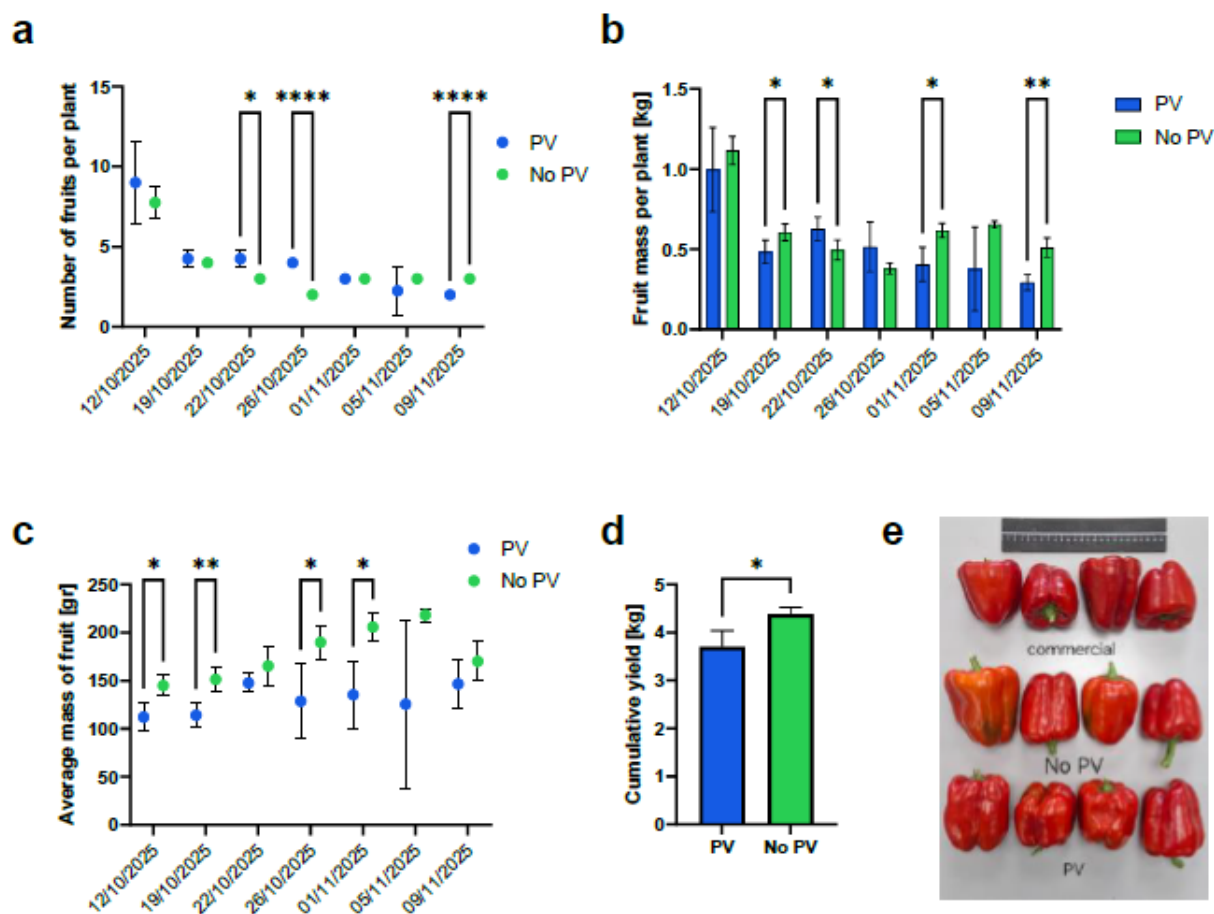 a
Number of fruits per plant
15
10
5
0
* **** ****
PV
No PV
12/10/2025
19/10/2025
22/10/2025
26/10/2025
01/11/2025
05/11/2025
09/11/2025
b
Fruit mass per plant [kg]
1.5
1.0
0.5
0.0
* * * **
PV
No PV
12/10/2025
19/10/2025
22/10/2025
26/10/2025
01/11/2025
05/11/2025
09/11/2025
c
Average mass of fruit [gr]
250
200
150
100
50
0
* ** * *
PV
No PV
12/10/2025
19/10/2025
22/10/2025
26/10/2025
01/11/2025
05/11/2025
09/11/2025
d
Cumulative yield [kg]
5
4
3
2
1
0
*
PV No PV
e
commercial
No PV
PV